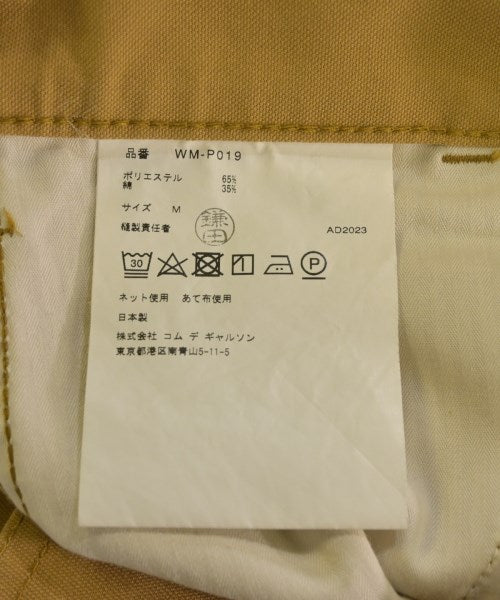 品番 WM-P019
ポリエステル 65%
綿 35%
サイズ M
縫製責任者 鎌田 AD2023
30 P
ネット使用 あて布使用
日本製
株式会社 コム デ ギャルソン
東京都港区南青山5-11-5